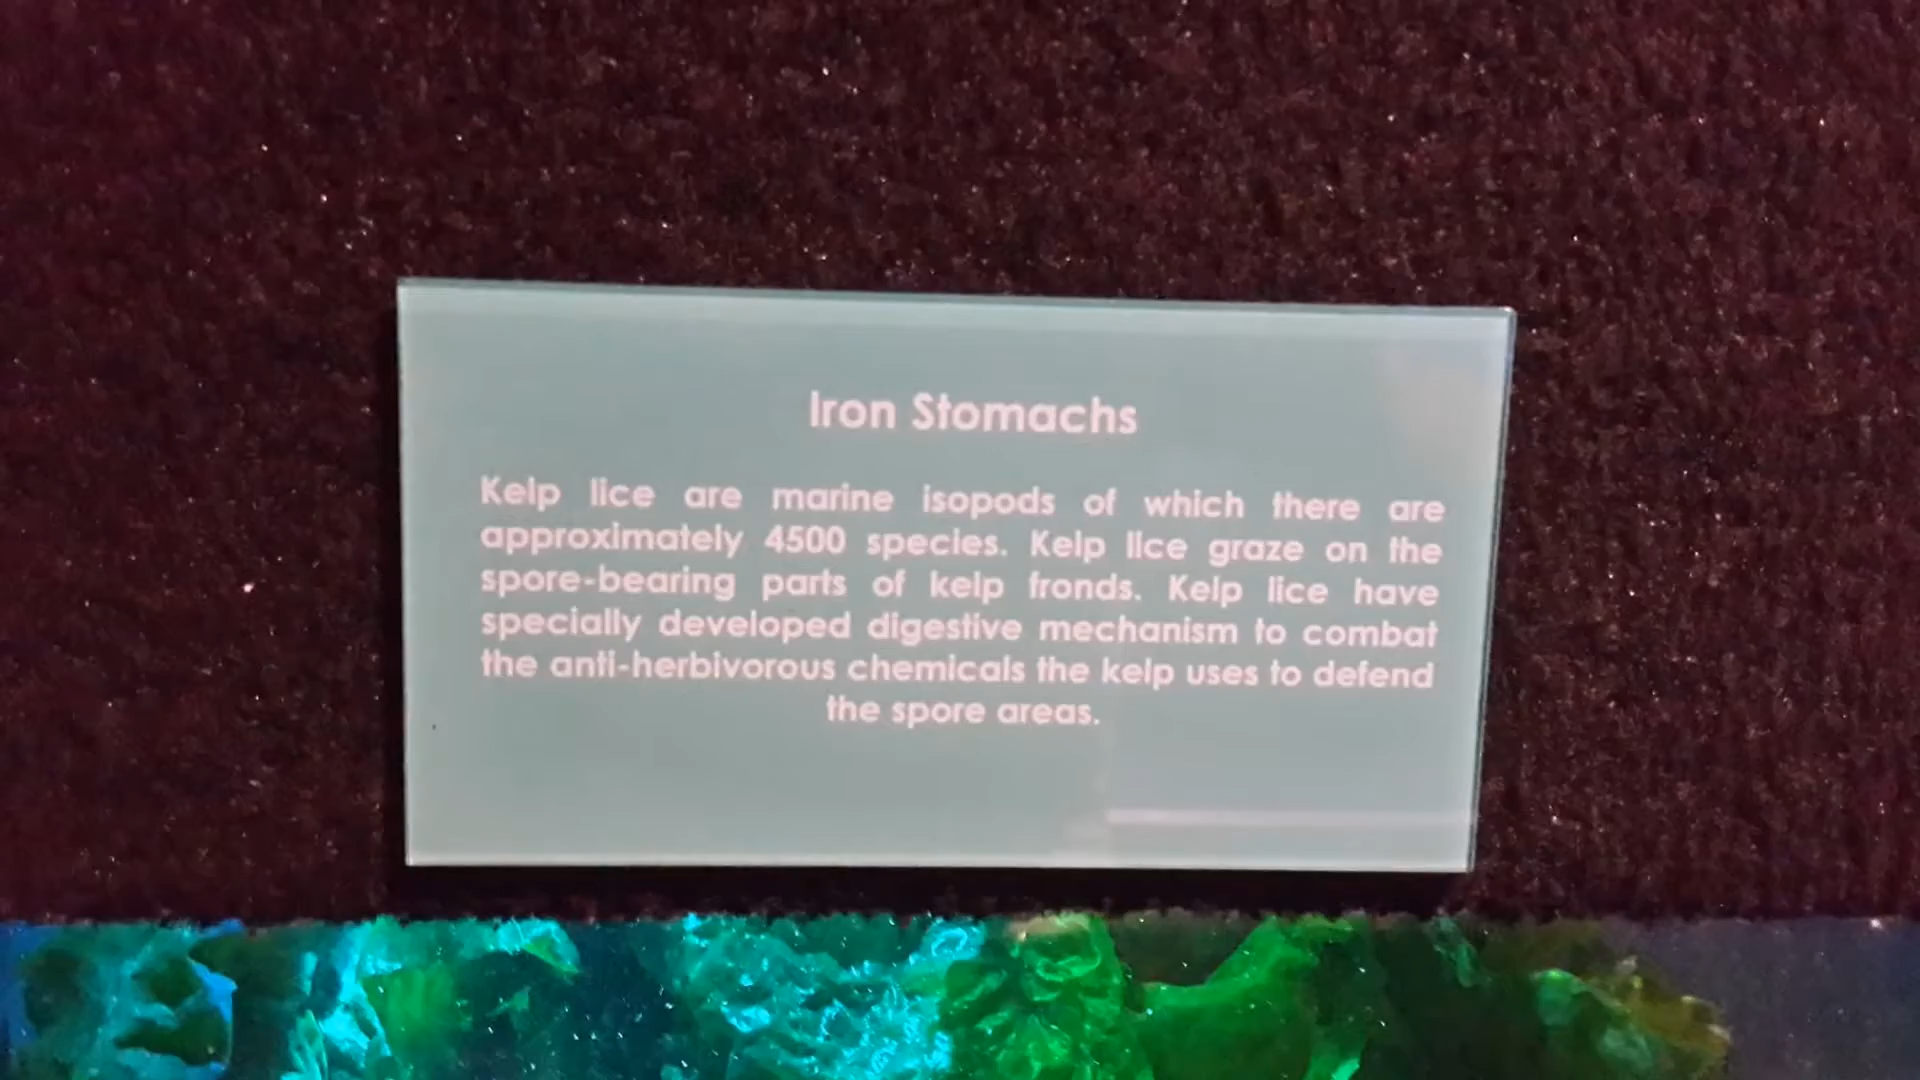 Iron Stomachs
Kelp lice are marine isopods of which there are
approximately 4500 species. Kelp lice graze on the
spore-bearing parts of kelp fronds. Kelp lice have
specially developed digestive mechanism to combat
the anti-herbivorous chemicals the kelp uses to defend
the spore areas.